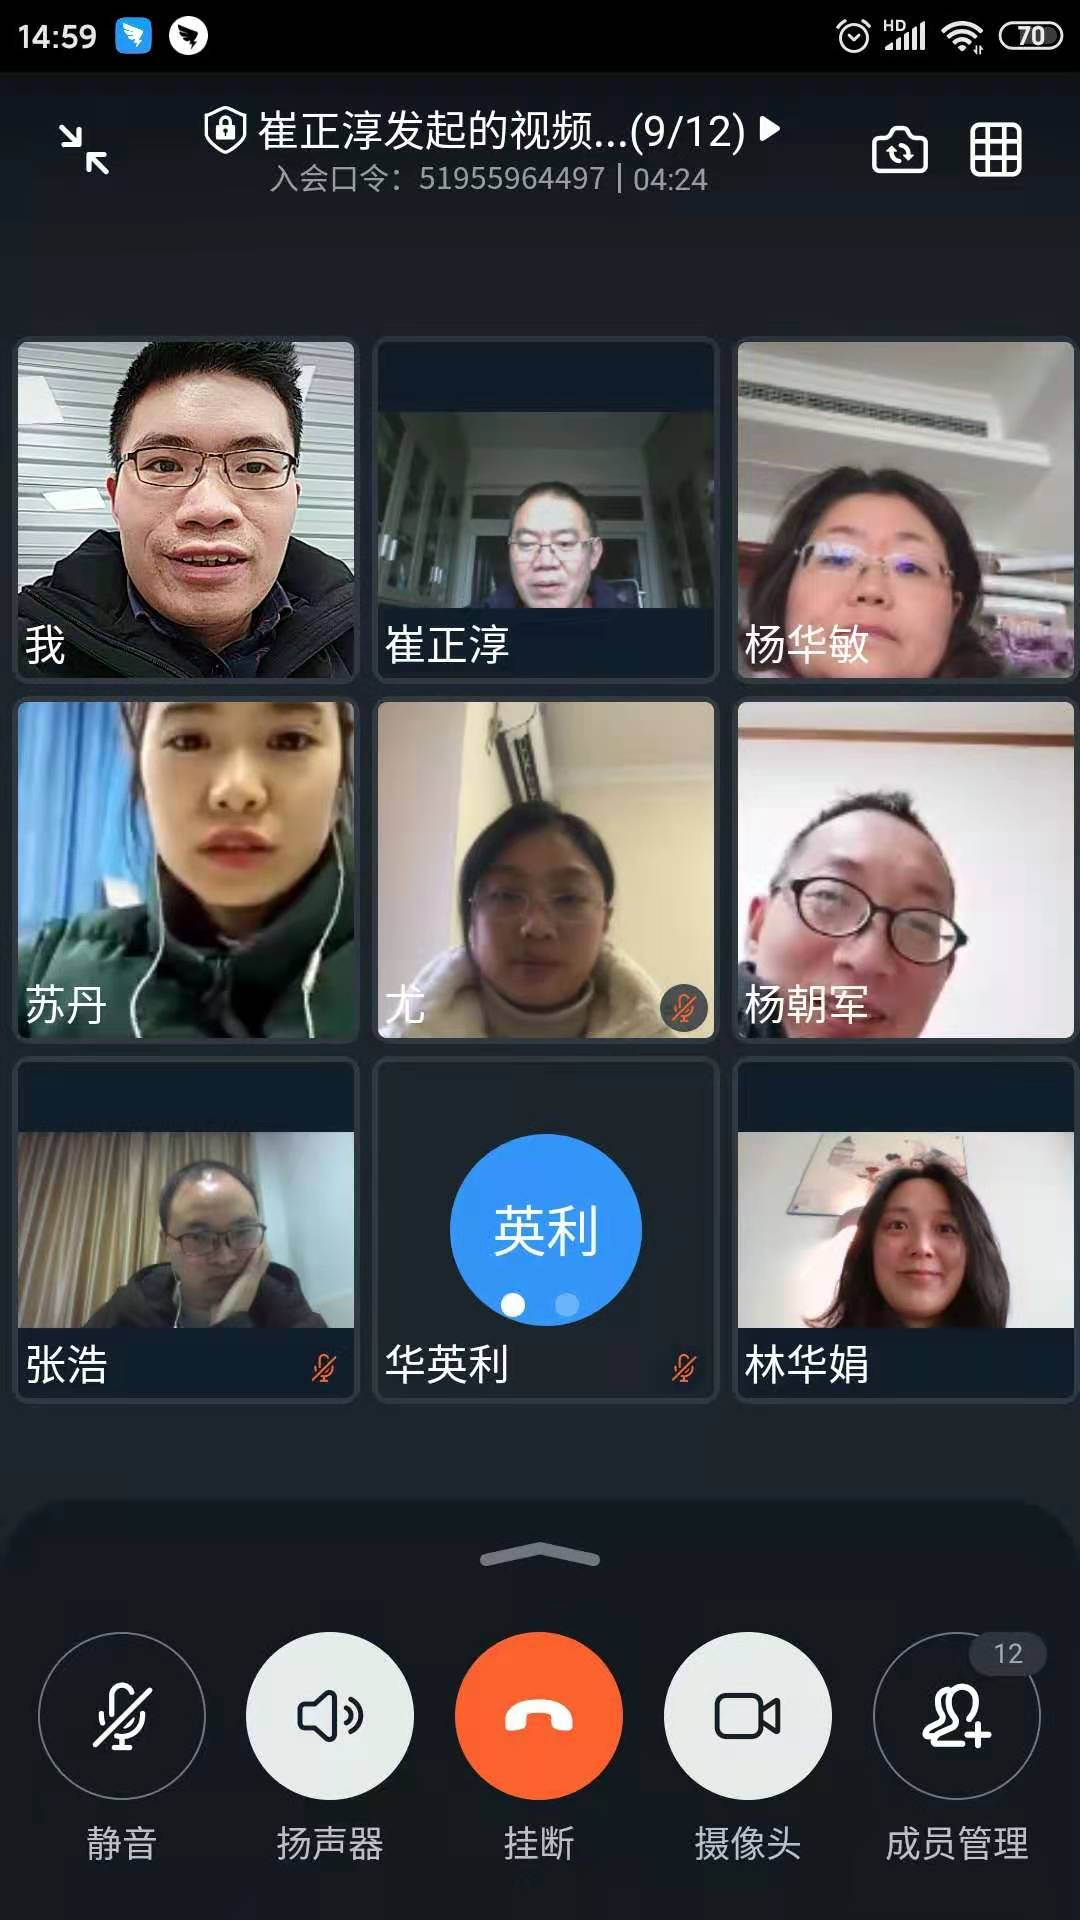 14:59
HD
70
崔正淳发起的视频...(9/12)
入会口令：51955964497 | 04:24
我
崔正淳
杨华敏
苏丹
尤
杨朝军
英利
张浩
华英利
林华娟
12
静音
扬声器
挂断
摄像头
成员管理